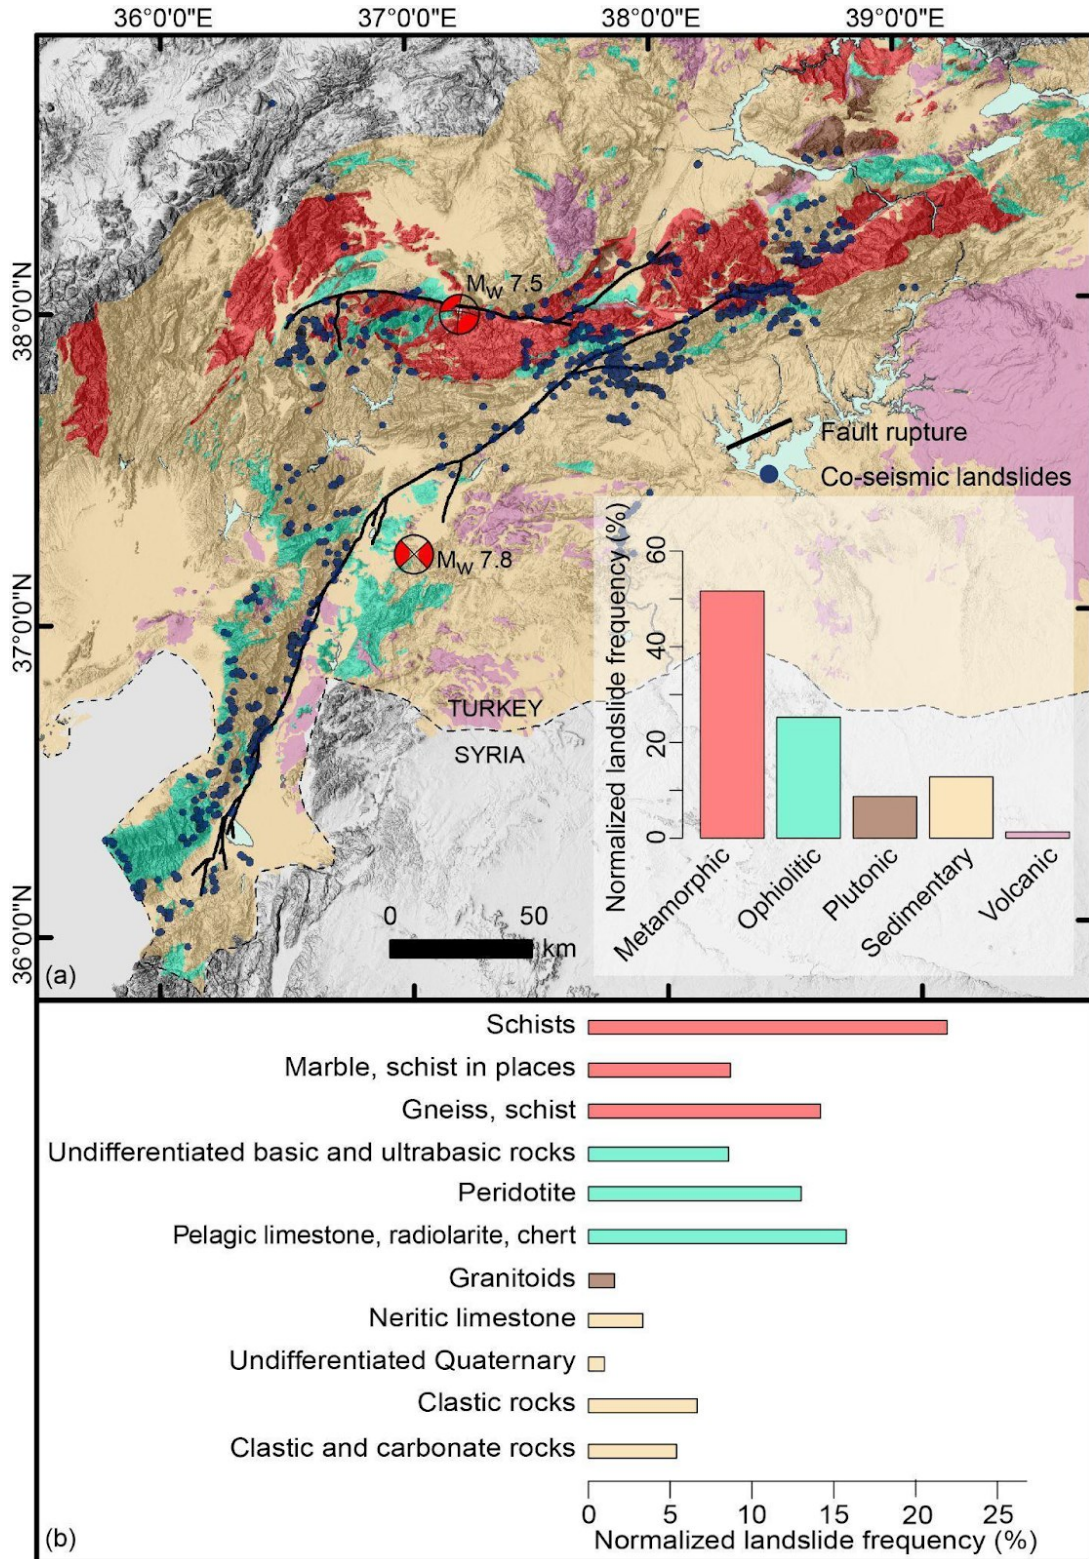 36°0'0"E 37°0'0"E 38°0'0"E 39°0'0"E
38°0'0"N
37°0'0"N
36°0'0"N
Mw 7.5
Fault rupture
Co-seismic landslides
Mw 7.8
TURKEY
SYRIA
0 50
km
(a)
Normalized landslide frequency (%)
60
40
20
0
Metamorphic
Ophiolitic
Plutonic
Sedimentary
Volcanic
Schists
Marble, schist in places
Gneiss, schist
Undifferentiated basic and ultrabasic rocks
Peridotite
Pelagic limestone, radiolarite, chert
Granitoids
Neritic limestone
Undifferentiated Quaternary
Clastic rocks
Clastic and carbonate rocks
0 5 10 15 20 25
Normalized landslide frequency (%)
(b)